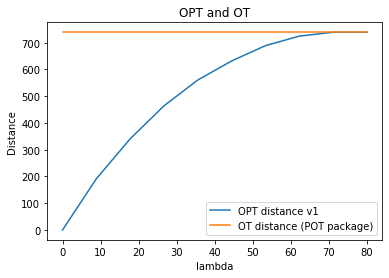 OPT and OT
Distance
700
600
500
400
300
200
100
0
OPT distance v1
OT distance (POT package)
0 10 20 30 40 50 60 70 80
lambda